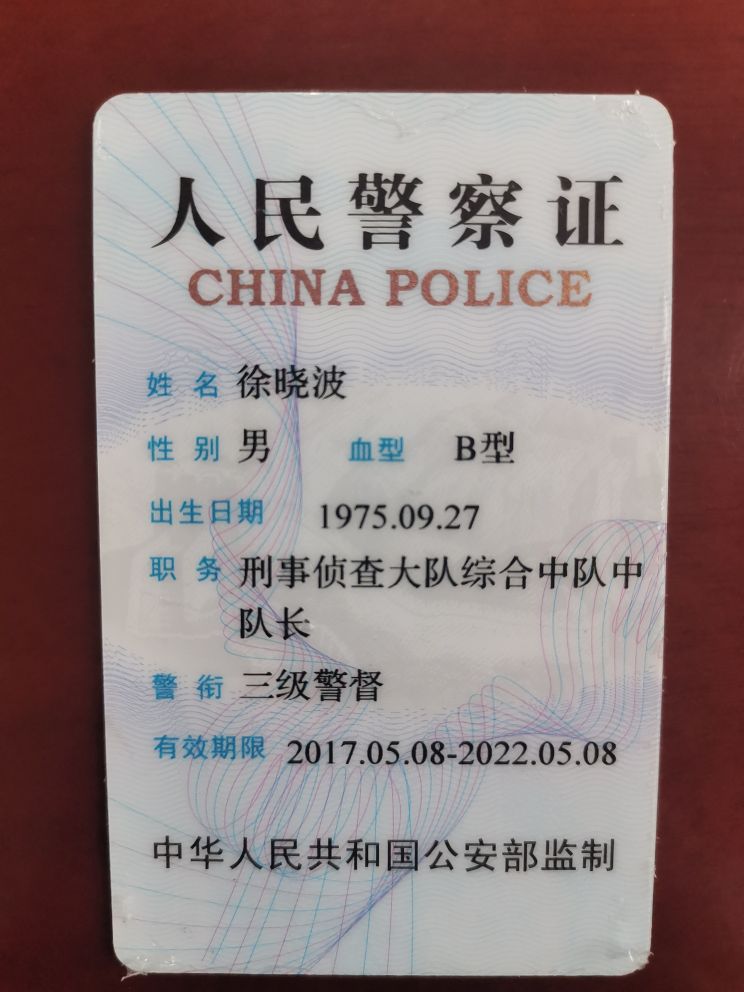 人民警察证
CHINA POLICE
姓名 徐晓波
性别 男 血型 B型
出生日期 1975.09.27
职务 刑事侦查大队综合中队中
队长
警衔 三级警督
有效期限 2017.05.08-2022.05.08
中华人民共和国公安部监制